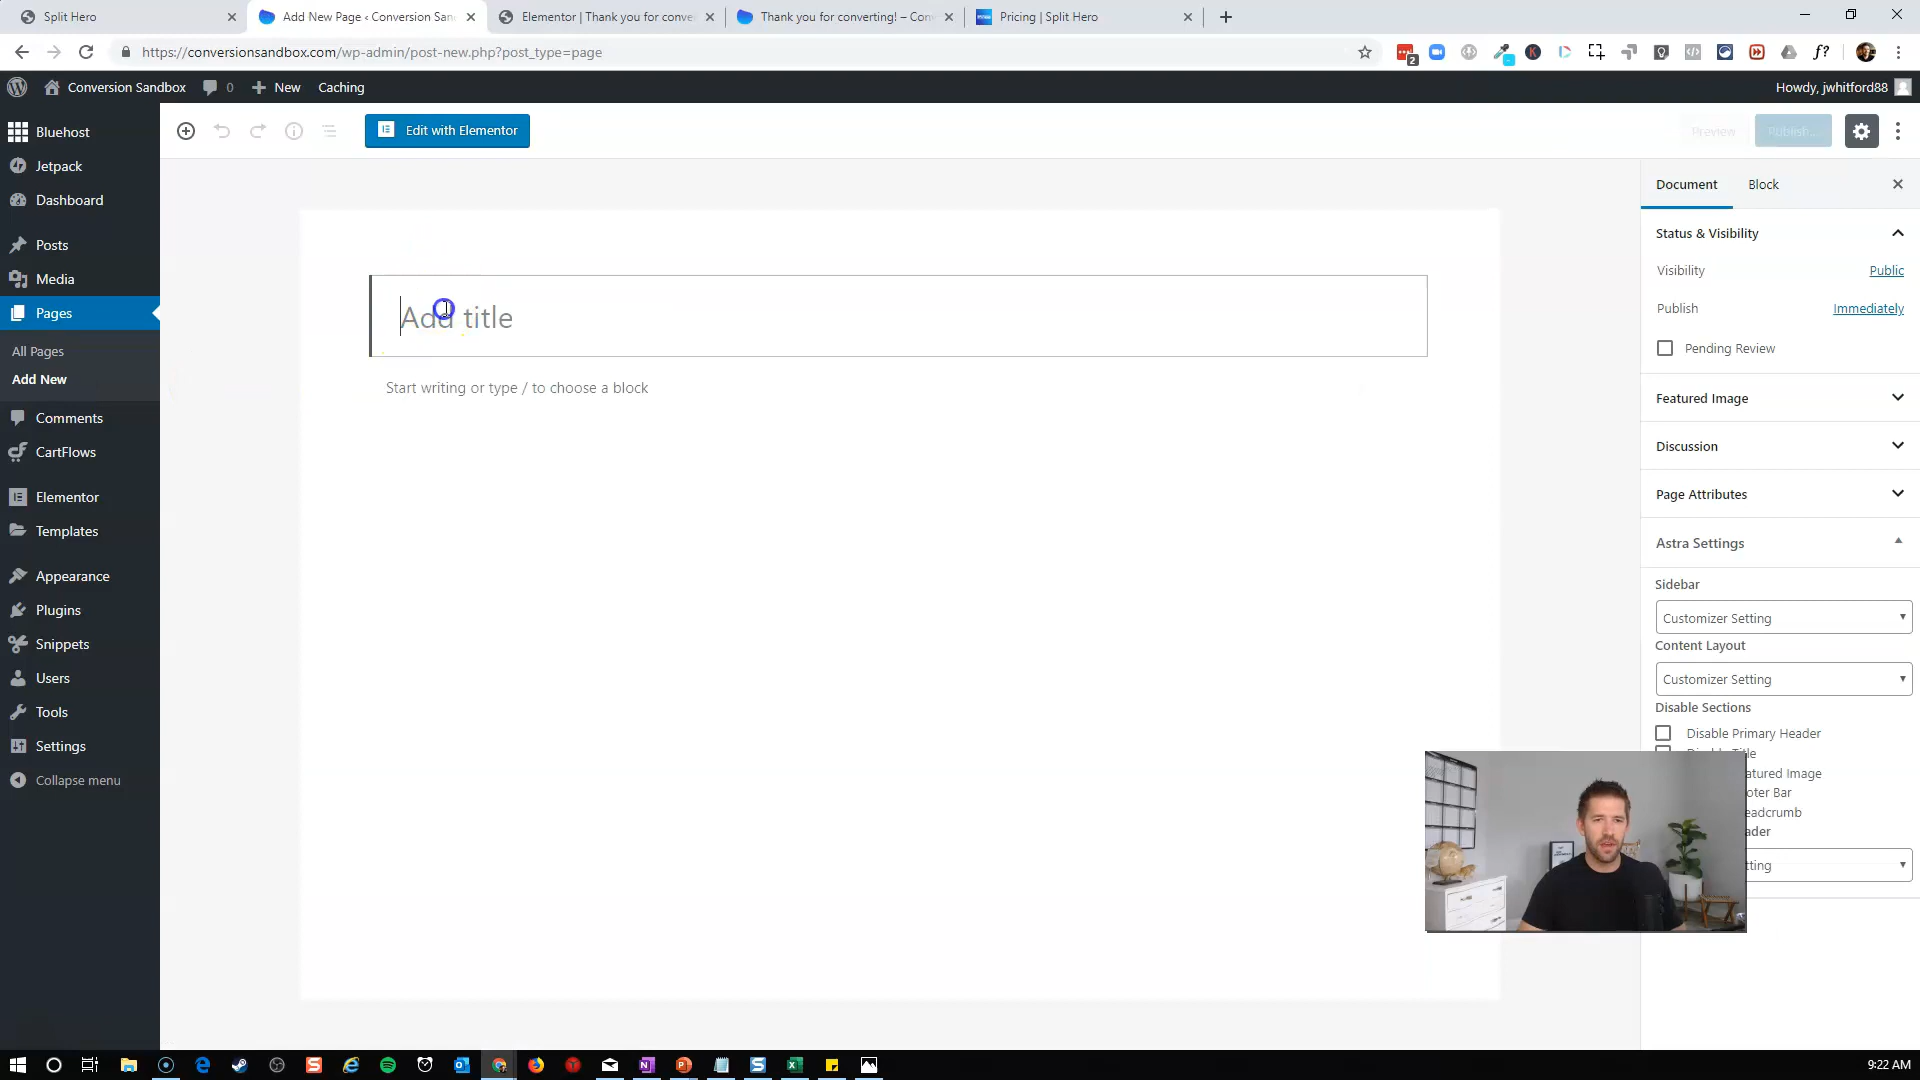 Split Hero
Add New Page ‹ Conversion San
Elementor | Thank you for conve
Thank you for converting! – Con
Pricing | Split Hero
https://conversionsandbox.com/wp-admin/post-new.php?post_type=page
2
f?
Conversion Sandbox
0
New
Caching
Howdy, jwhitford88
Bluehost
Jetpack
Dashboard
Posts
Media
Pages
All Pages
Add New
Comments
CartFlows
Elementor
Templates
Appearance
Plugins
Snippets
Users
Tools
Settings
Collapse menu
Edit with Elementor
Preview
Publish...
Add title
Start writing or type / to choose a block
Document
Block
Status & Visibility
Visibility
Public
Publish
Immediately
Pending Review
Featured Image
Discussion
Page Attributes
Astra Settings
Sidebar
Customizer Setting
Content Layout
Customizer Setting
Disable Sections
Disable Primary Header
Disable Title
atured Image
oter Bar
eadcrumb
ader
tting
9:22 AM